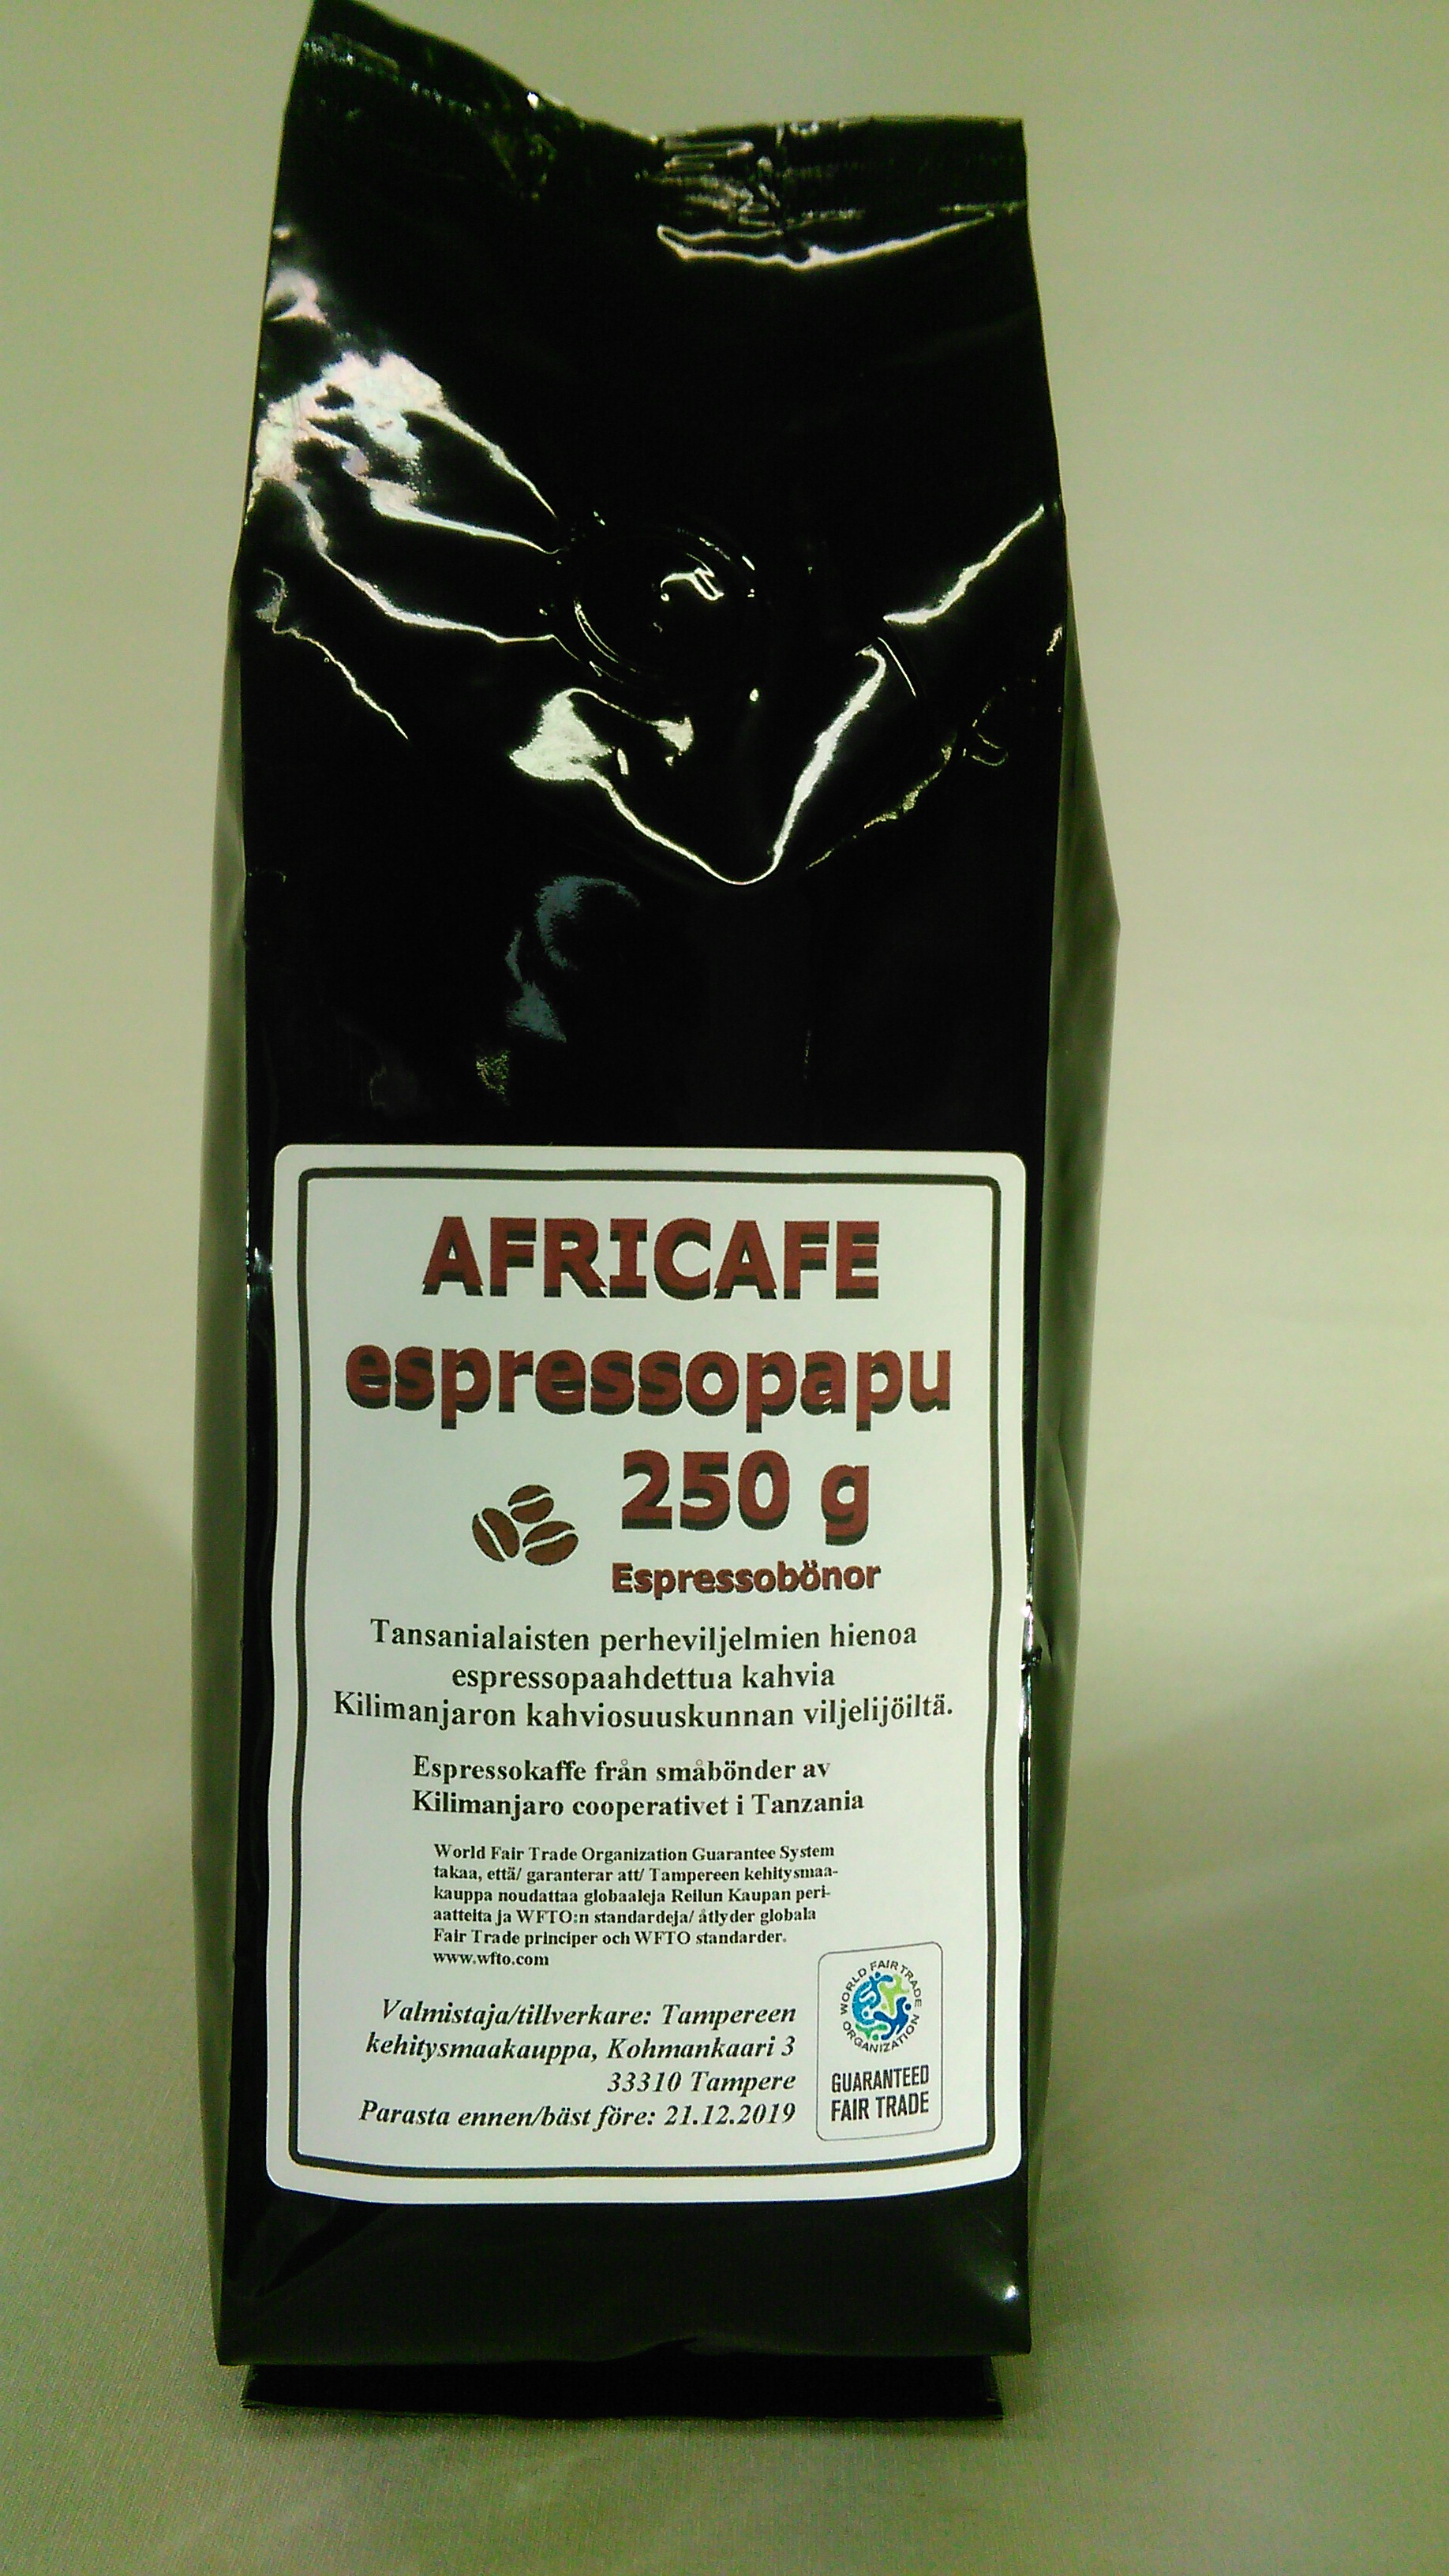 AFRICAFE
espressopapu
250 g
Espressobönor
Tansanialaisten perheviljelmien hienoa
espressopaahdettua kahvia
Kilimanjaron kahviosuuskunnan viljelijöiltä.
Espressokaffe från småbönder av
Kilimanjaro cooperativet i Tanzania
World Fair Trade Organization Guarantee System
takaa, että/ garanterar att/ Tampereen kehitysmaa-
kauppa noudattaa globaaleja Reilun Kaupan peri-
aatteita ja WFTO:n standardeja/ åtlyder globala
Fair Trade principer och WFTO standarder.
www.wfto.com
Valmistaja/tillverkare: Tampereen
kehitysmaakauppa, Kohmankaari 3
33310 Tampere
Parasta ennen/bäst före: 21.12.2019
WORLD FAIR TRADE
ORGANIZATION
GUARANTEED
FAIR TRADE